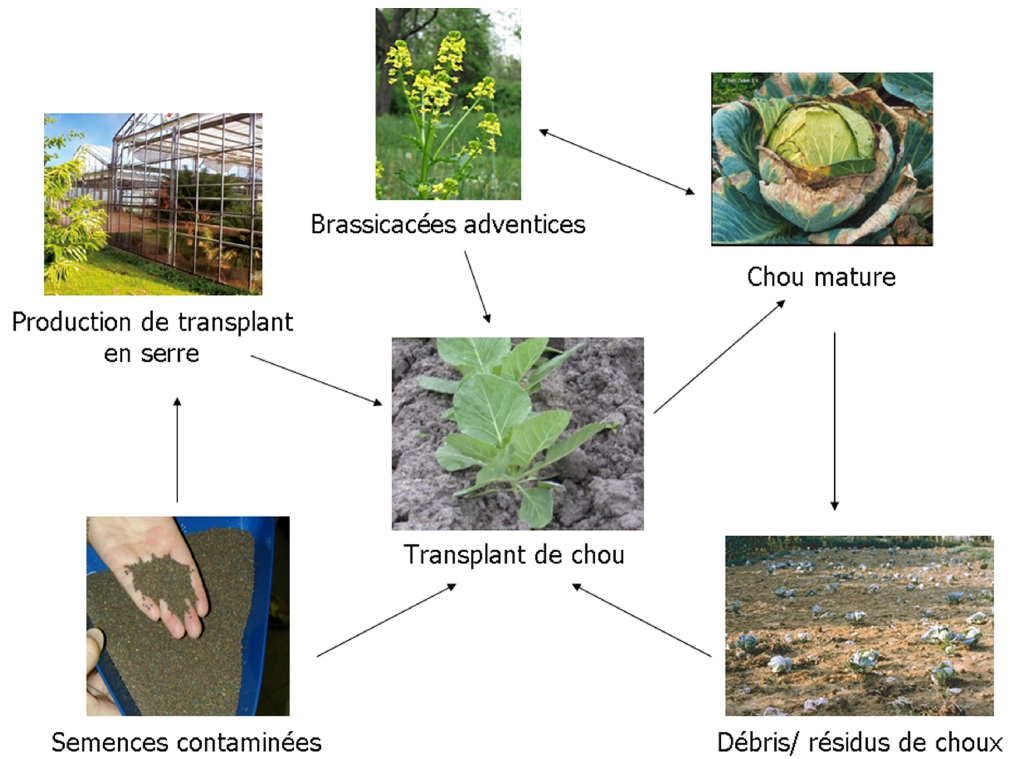 Brassicacées adventices
Chou mature
Production de transplant
en serre
Transplant de chou
Semences contaminées
Débris/ résidus de choux